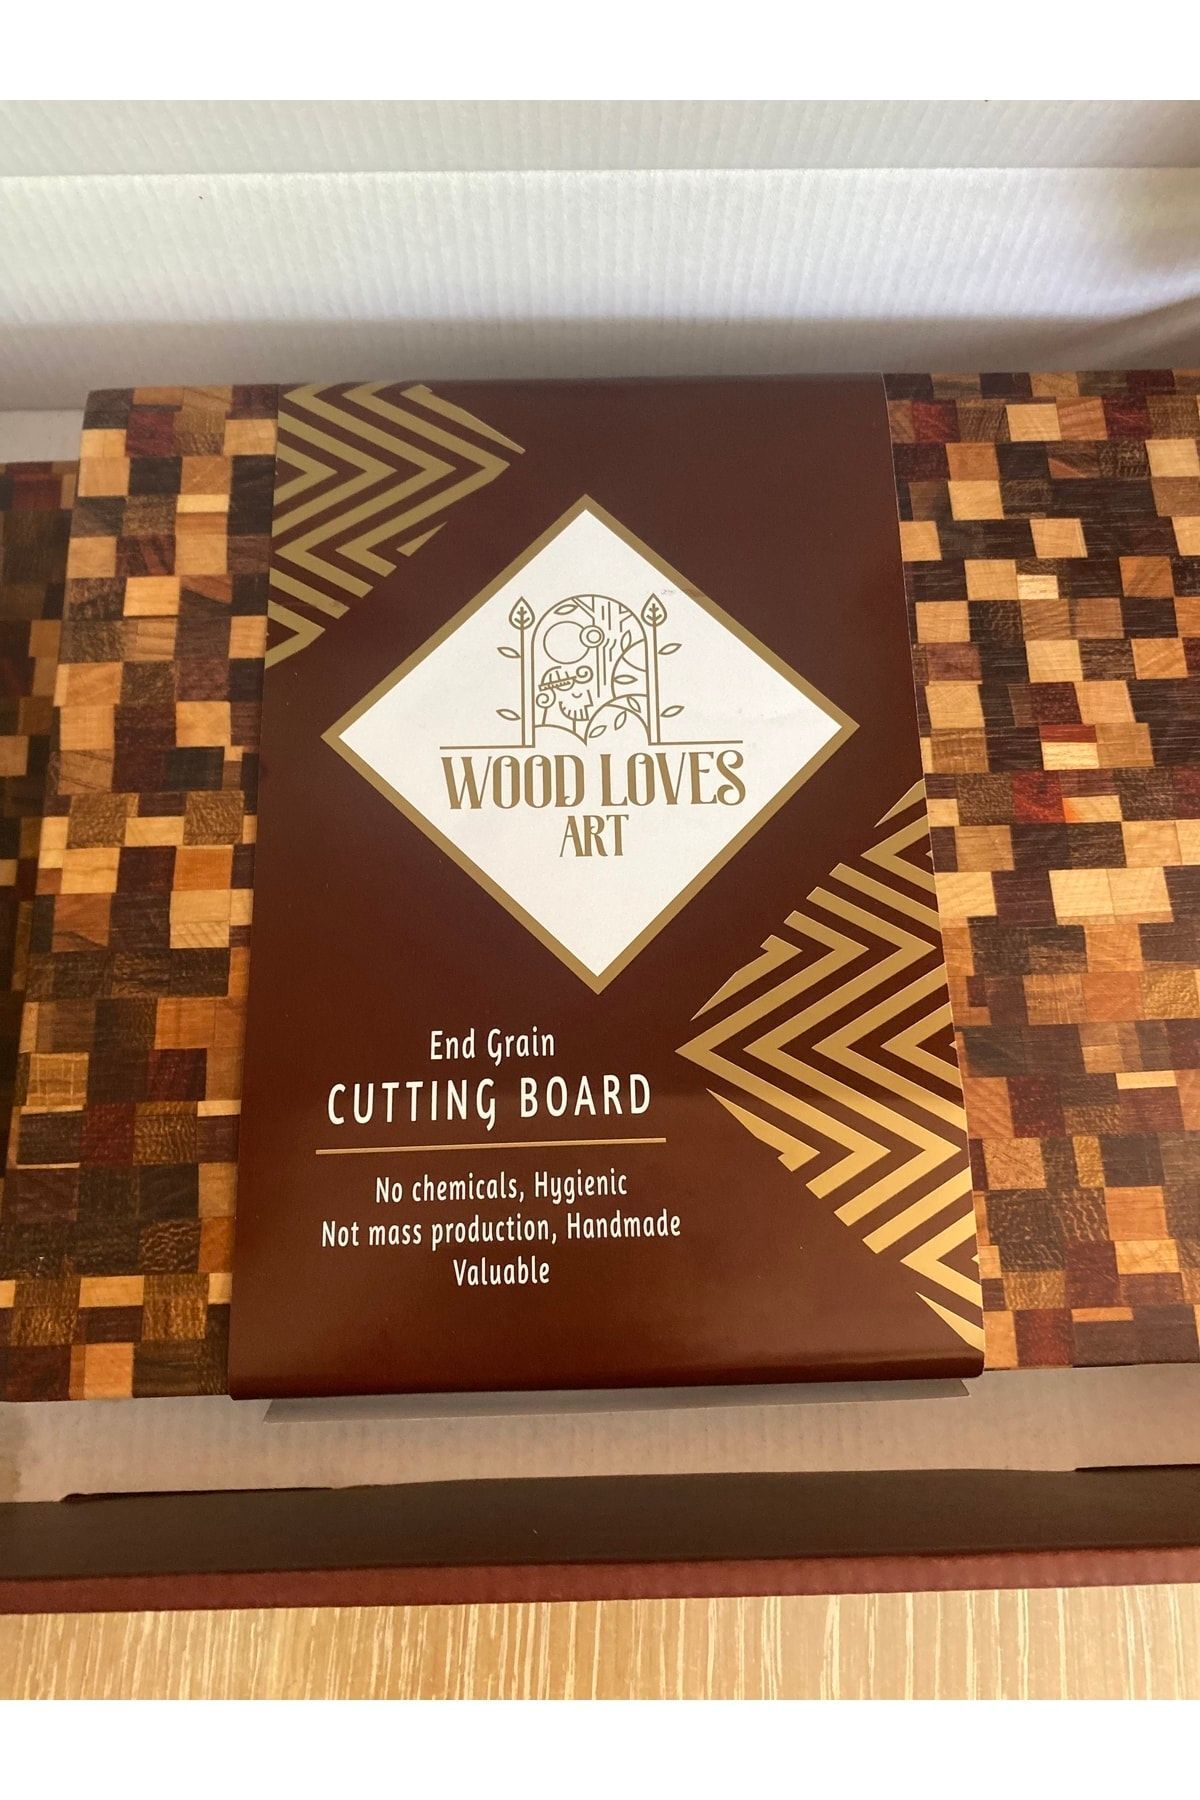 WOOD LOVES
ART
End Grain
CUTTING BOARD
No chemicals, Hygienic
Not mass production, Handmade
Valuable